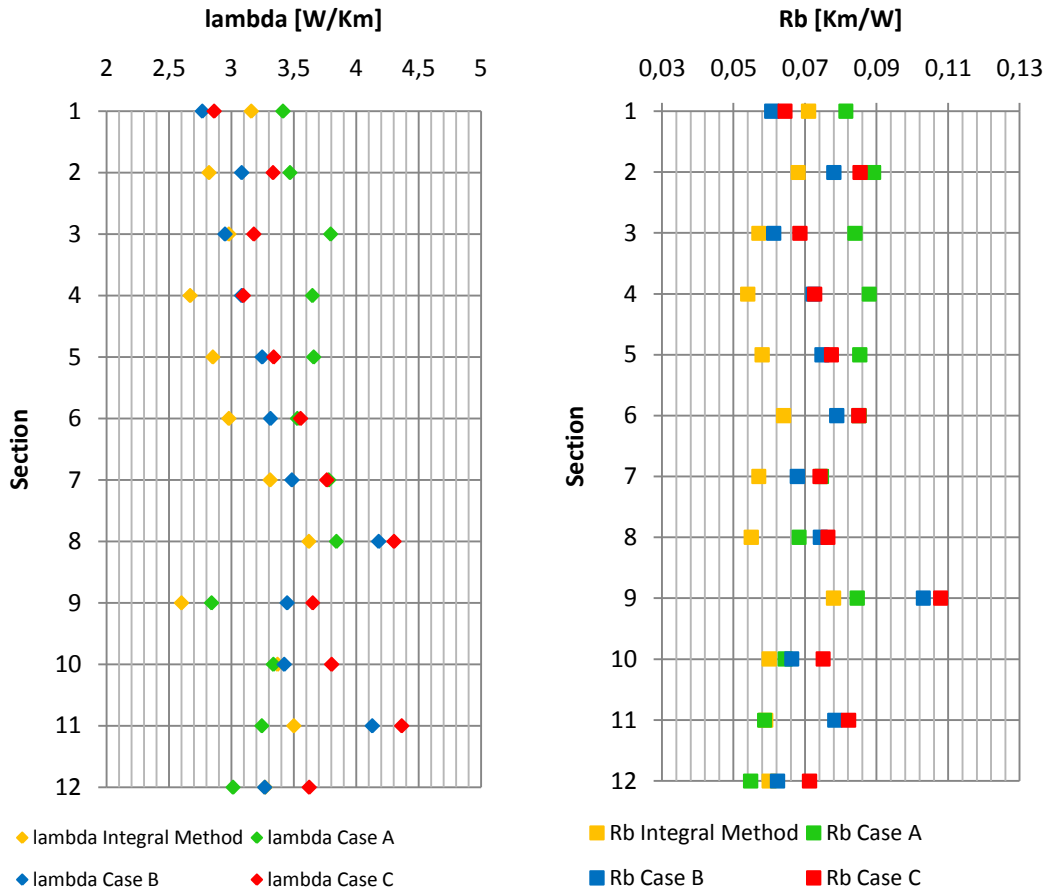 lambda [W/Km]
2 2,5 3 3,5 4 4,5 5
Section
1
2
3
4
5
6
7
8
9
10
11
12
lambda Integral Method lambda Case A
lambda Case B lambda Case C
Rb [Km/W]
0,03 0,05 0,07 0,09 0,11 0,13
Section
1
2
3
4
5
6
7
8
9
10
11
12
Rb Integral Method Rb Case A
Rb Case B Rb Case C